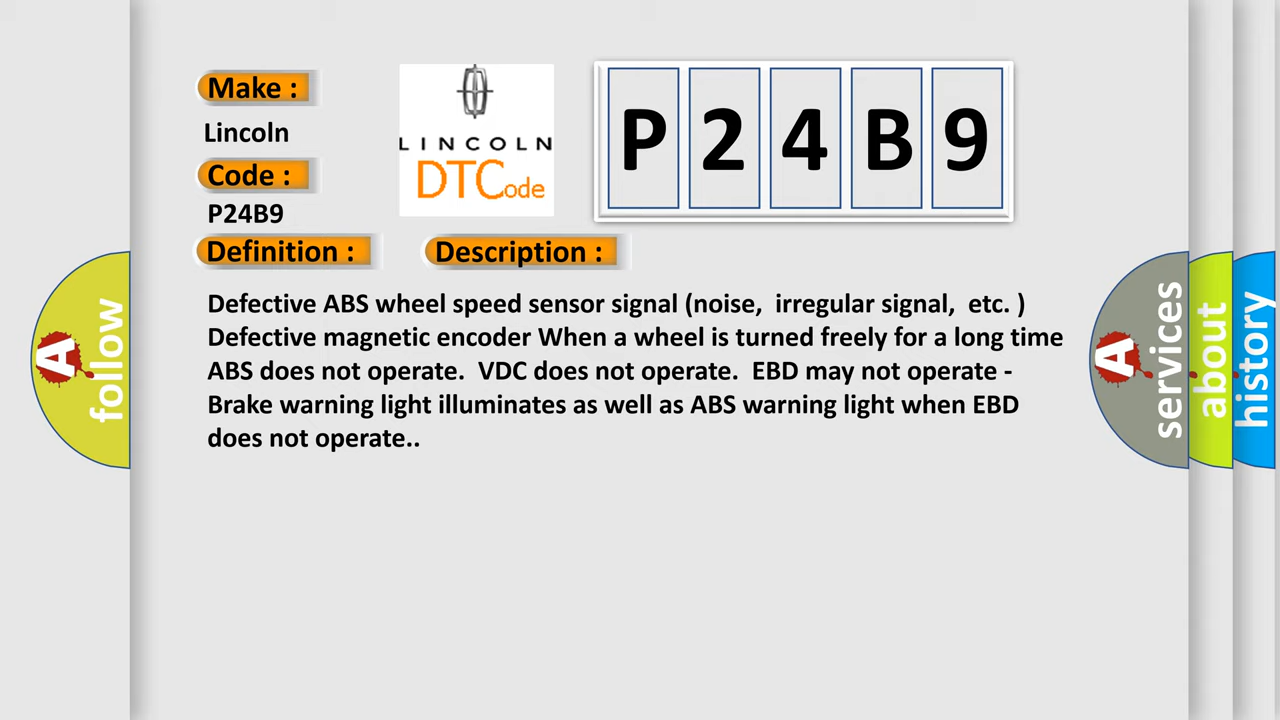 Make :
Lincoln
Code :
P24B9
Definition :
Description :
LINCOLN
DTCode
P24B9
Defective ABS wheel speed sensor signal (noise,  irregular signal,  etc. )
Defective magnetic encoder When a wheel is turned freely for a long time
ABS does not operate.  VDC does not operate.  EBD may not operate -
Brake warning light illuminates as well as ABS warning light when EBD
does not operate..
A follow
A services
about
history